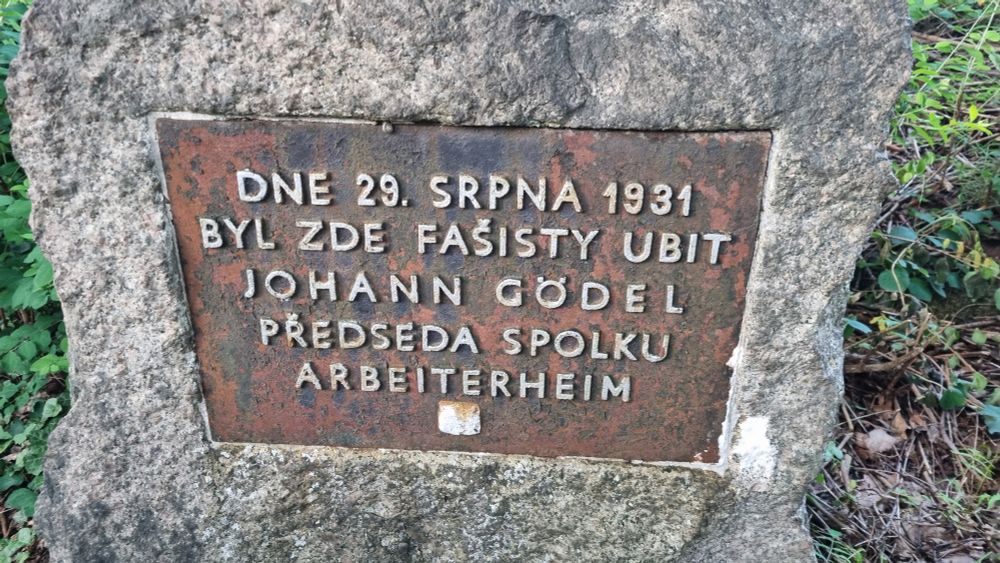 DNE 29. SRPNA 1931
BYL ZDE FAŠISTY UBIT
JOHANN GÖDEL
PŘEDSEDA SPOLKU
ARBEITERHEIM